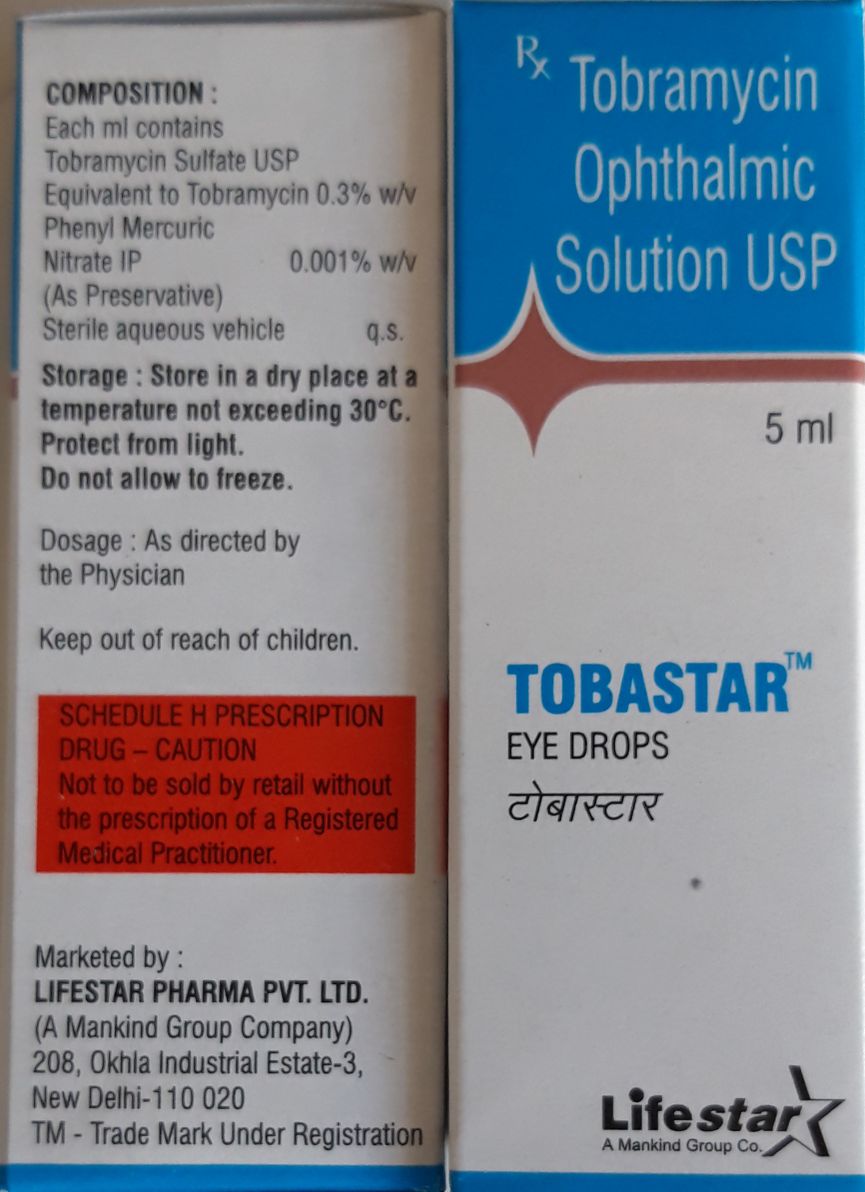 COMPOSITION :
Each ml contains
Tobramycin Sulfate USP
Equivalent to Tobramycin 0.3% w/v
Phenyl Mercuric
Nitrate IP 0.001% w/v
(As Preservative)
Sterile aqueous vehicle q.s.
Storage : Store in a dry place at a
temperature not exceeding 30°C.
Protect from light.
Do not allow to freeze.
Dosage : As directed by
the Physician
Keep out of reach of children.
SCHEDULE H PRESCRIPTION
DRUG – CAUTION
Not to be sold by retail without
the prescription of a Registered
Medical Practitioner.
Marketed by :
LIFESTAR PHARMA PVT. LTD.
(A Mankind Group Company)
208, Okhla Industrial Estate-3,
New Delhi-110 020
TM - Trade Mark Under Registration
Rx Tobramycin
Ophthalmic
Solution USP
5 ml
TOBASTAR™
EYE DROPS
टोबास्टार
Lifestar
A Mankind Group Co.